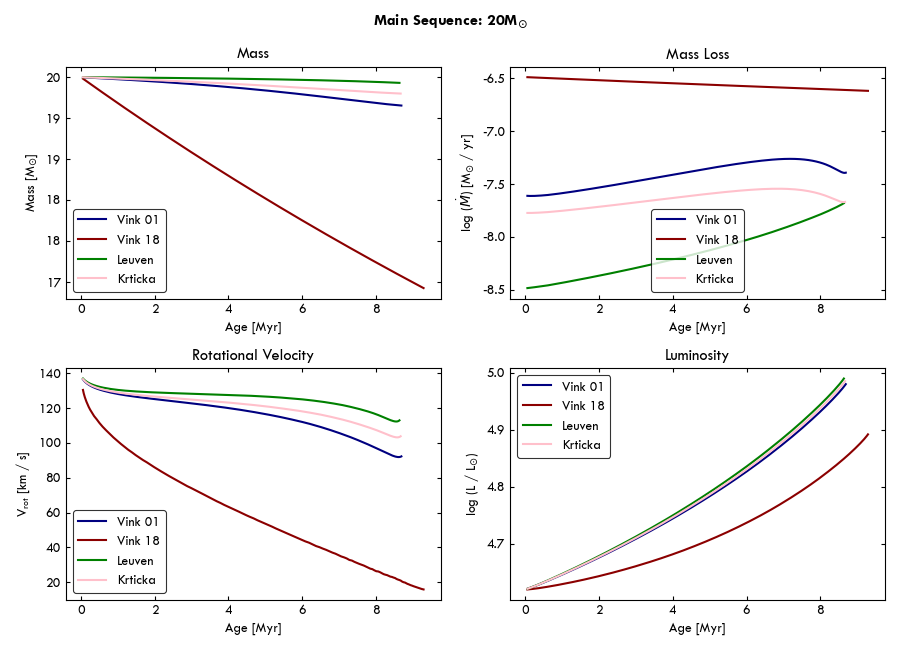 Main Sequence: 20M☉
Mass
20
19
19
18
18
17
Mass [M☉]
Vink 01
Vink 18
Leuven
Krticka
0 2 4 6 8
Age [Myr]
Mass Loss
-6.5
-7.0
-7.5
-8.0
-8.5
log (Ṁ) [M☉ / yr]
Vink 01
Vink 18
Leuven
Krticka
0 2 4 6 8
Age [Myr]
Rotational Velocity
140
120
100
80
60
40
20
Vrot [km / s]
Vink 01
Vink 18
Leuven
Krticka
0 2 4 6 8
Age [Myr]
Luminosity
5.0
4.9
4.8
4.7
log (L / L☉)
Vink 01
Vink 18
Leuven
Krticka
0 2 4 6 8
Age [Myr]